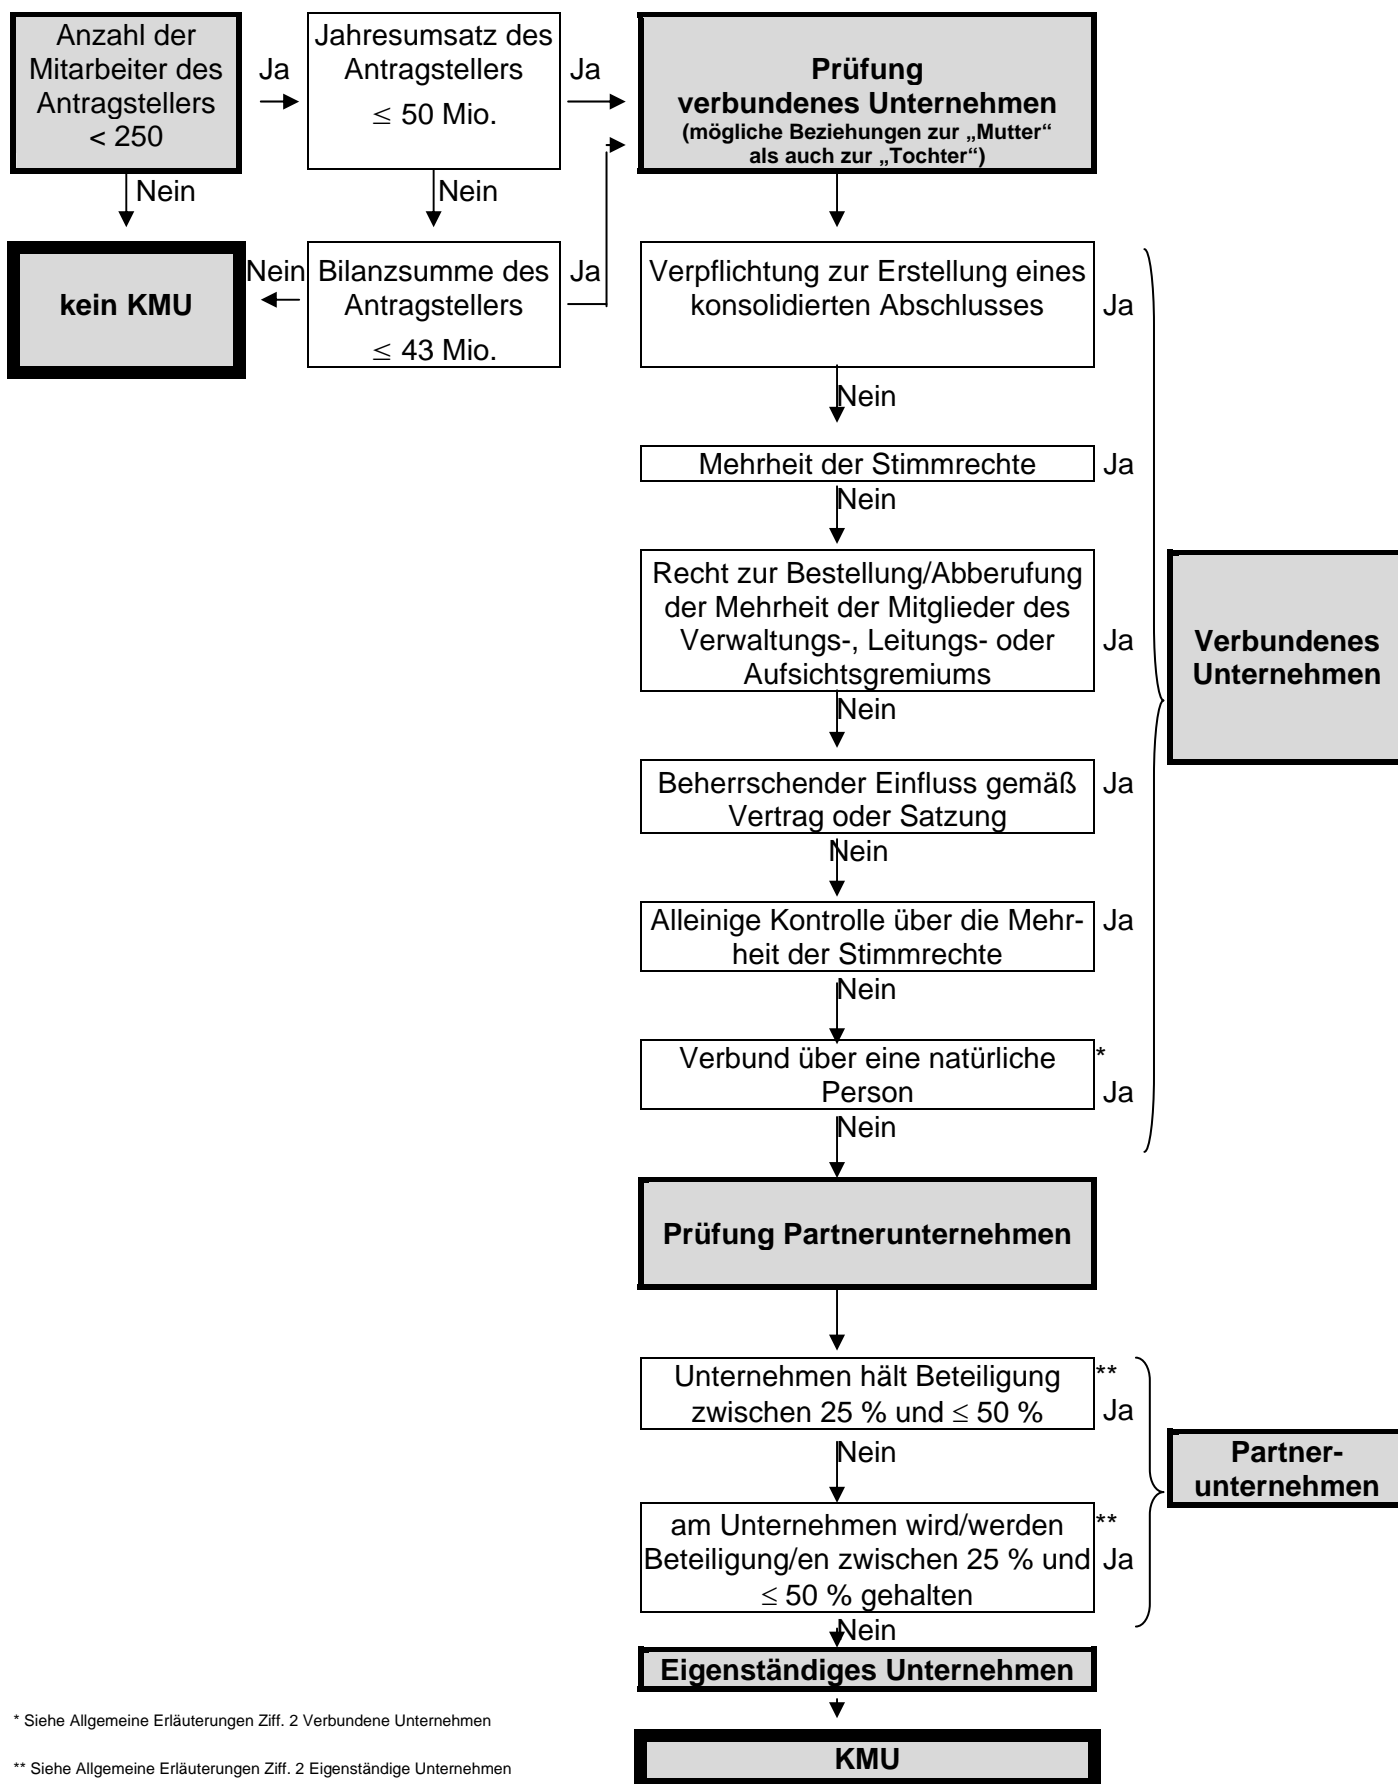 Anzahl der
Mitarbeiter des
Antragstellers
< 250
Ja
Jahresumsatz des
Antragstellers
≤ 50 Mio.
Ja
Prüfung
verbundenes Unternehmen
(mögliche Beziehungen zur „Mutter“
als auch zur „Tochter“)
Nein
Nein
kein KMU
Nein
Bilanzsumme des
Antragstellers
≤ 43 Mio.
Ja
Verpflichtung zur Erstellung eines
konsolidierten Abschlusses
Ja
Nein
Mehrheit der Stimmrechte
Ja
Nein
Recht zur Bestellung/Abberufung
der Mehrheit der Mitglieder des
Verwaltungs-, Leitungs- oder
Aufsichtsgremiums
Ja
Verbundenes
Unternehmen
Nein
Beherrschender Einfluss gemäß
Vertrag oder Satzung
Ja
Nein
Alleinige Kontrolle über die Mehr-
heit der Stimmrechte
Ja
Nein
Verbund über eine natürliche
Person
*
Ja
Nein
Prüfung Partnerunternehmen
Unternehmen hält Beteiligung
zwischen 25 % und ≤ 50 %
**
Ja
Nein
Partner-
unternehmen
am Unternehmen wird/werden
Beteiligung/en zwischen 25 % und
≤ 50 % gehalten
**
Ja
Nein
Eigenständiges Unternehmen
KMU
* Siehe Allgemeine Erläuterungen Ziff. 2 Verbundene Unternehmen
** Siehe Allgemeine Erläuterungen Ziff. 2 Eigenständige Unternehmen